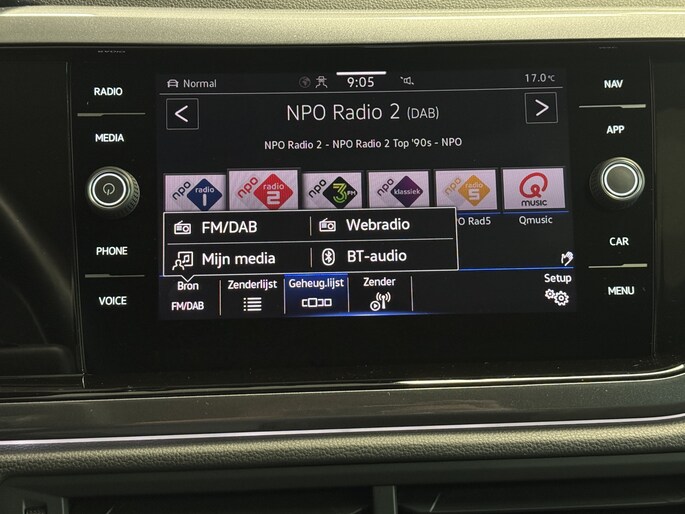 RADIO
MEDIA
PHONE
VOICE
Normal
9:05
17.0°C
NPO Radio 2 (DAB)
NPO Radio 2 - NPO Radio 2 Top '90s - NPO
npo radio 1
npo radio 2
npo 3FM
npo klassiek
npo radio 5
Q MUSIC
O Rad5
Qmusic
FM/DAB
Webradio
Mijn media
BT-audio
Bron
FM/DAB
Zenderlijst
Geheug.lijst
Zender
Setup
NAV
APP
CAR
MENU